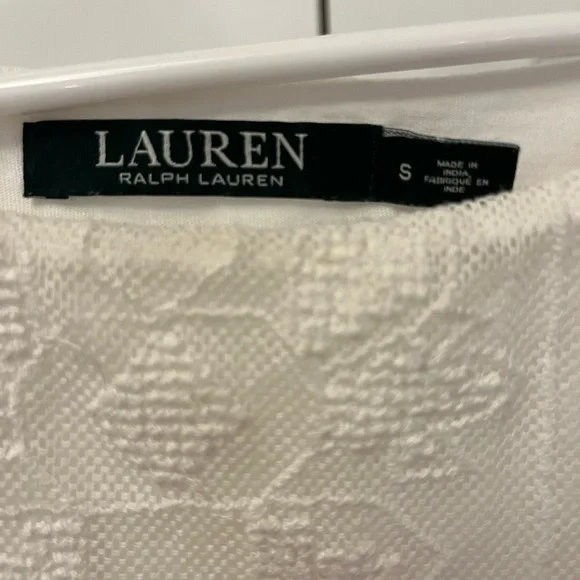 LAUREN
RALPH LAUREN
S
MADE IN
INDIA
FABRIQUÉ EN
INDE